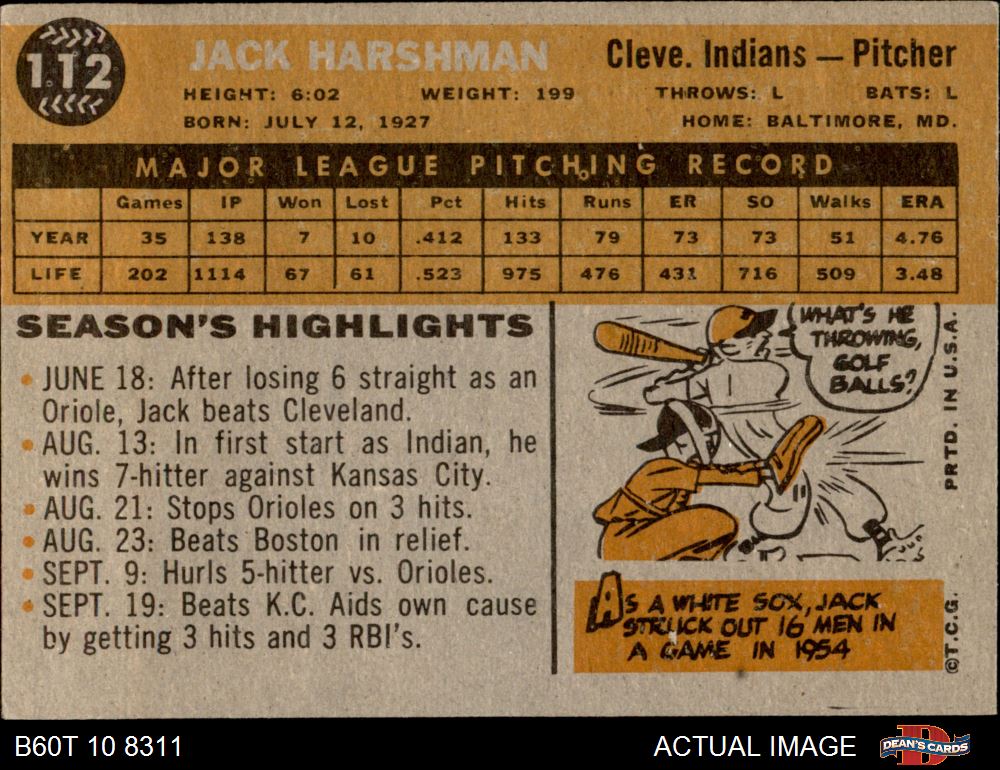 112
JACK HARSHMAN
Cleve. Indians — Pitcher
HEIGHT: 6:02 WEIGHT: 199 THROWS: L BATS: L
BORN: JULY 12, 1927 HOME: BALTIMORE, MD.
MAJOR LEAGUE PITCHING RECORD
Games IP Won Lost Pct Hits Runs ER SO Walks ERA
YEAR 35 138 7 10 .412 133 79 73 73 51 4.76
LIFE 202 1114 67 61 .523 975 476 431 716 509 3.48
SEASON'S HIGHLIGHTS
• JUNE 18: After losing 6 straight as an
Oriole, Jack beats Cleveland.
• AUG. 13: In first start as Indian, he
wins 7-hitter against Kansas City.
• AUG. 21: Stops Orioles on 3 hits.
• AUG. 23: Beats Boston in relief.
• SEPT. 9: Hurls 5-hitter vs. Orioles.
• SEPT. 19: Beats K.C. Aids own cause
by getting 3 hits and 3 RBI's.
WHAT'S HE
THROWING,
GOLF
BALLS?
AS A WHITE SOX, JACK
STRUCK OUT 16 MEN IN
A GAME IN 1954
©T.C.G. PRTD. IN U.S.A.
B60T 10 8311
ACTUAL IMAGE
DEAN'S CARDS